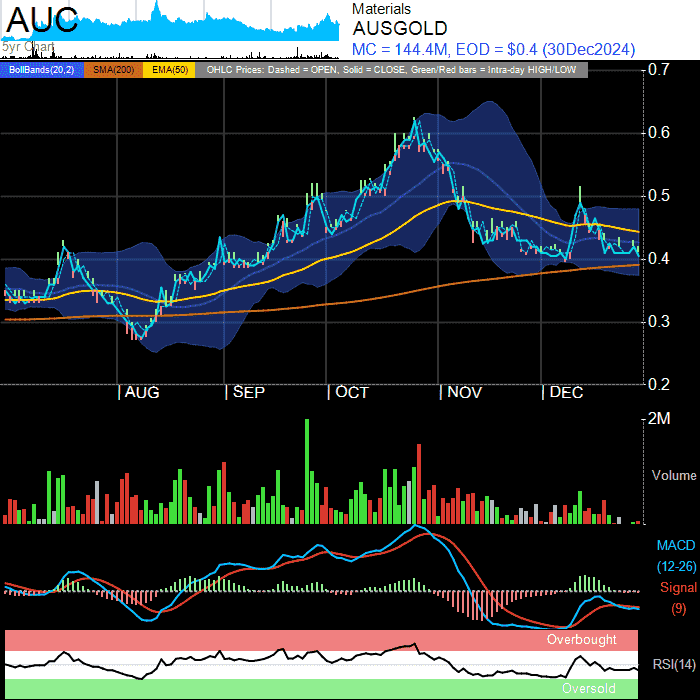 AUC
5yr Chart
Materials
AUSGOLD
MC = 144.4M, EOD = $0.4 (30Dec2024)
BollBands(20,2) SMA(200) EMA(50) OHLC Prices: Dashed = OPEN, Solid = CLOSE, Green/Red bars = Intra-day HIGH/LOW
0.7
0.6
0.5
0.4
0.3
0.2
AUG SEP OCT NOV DEC
2M
Volume
MACD
(12-26)
Signal
(9)
Overbought
RSI(14)
Oversold